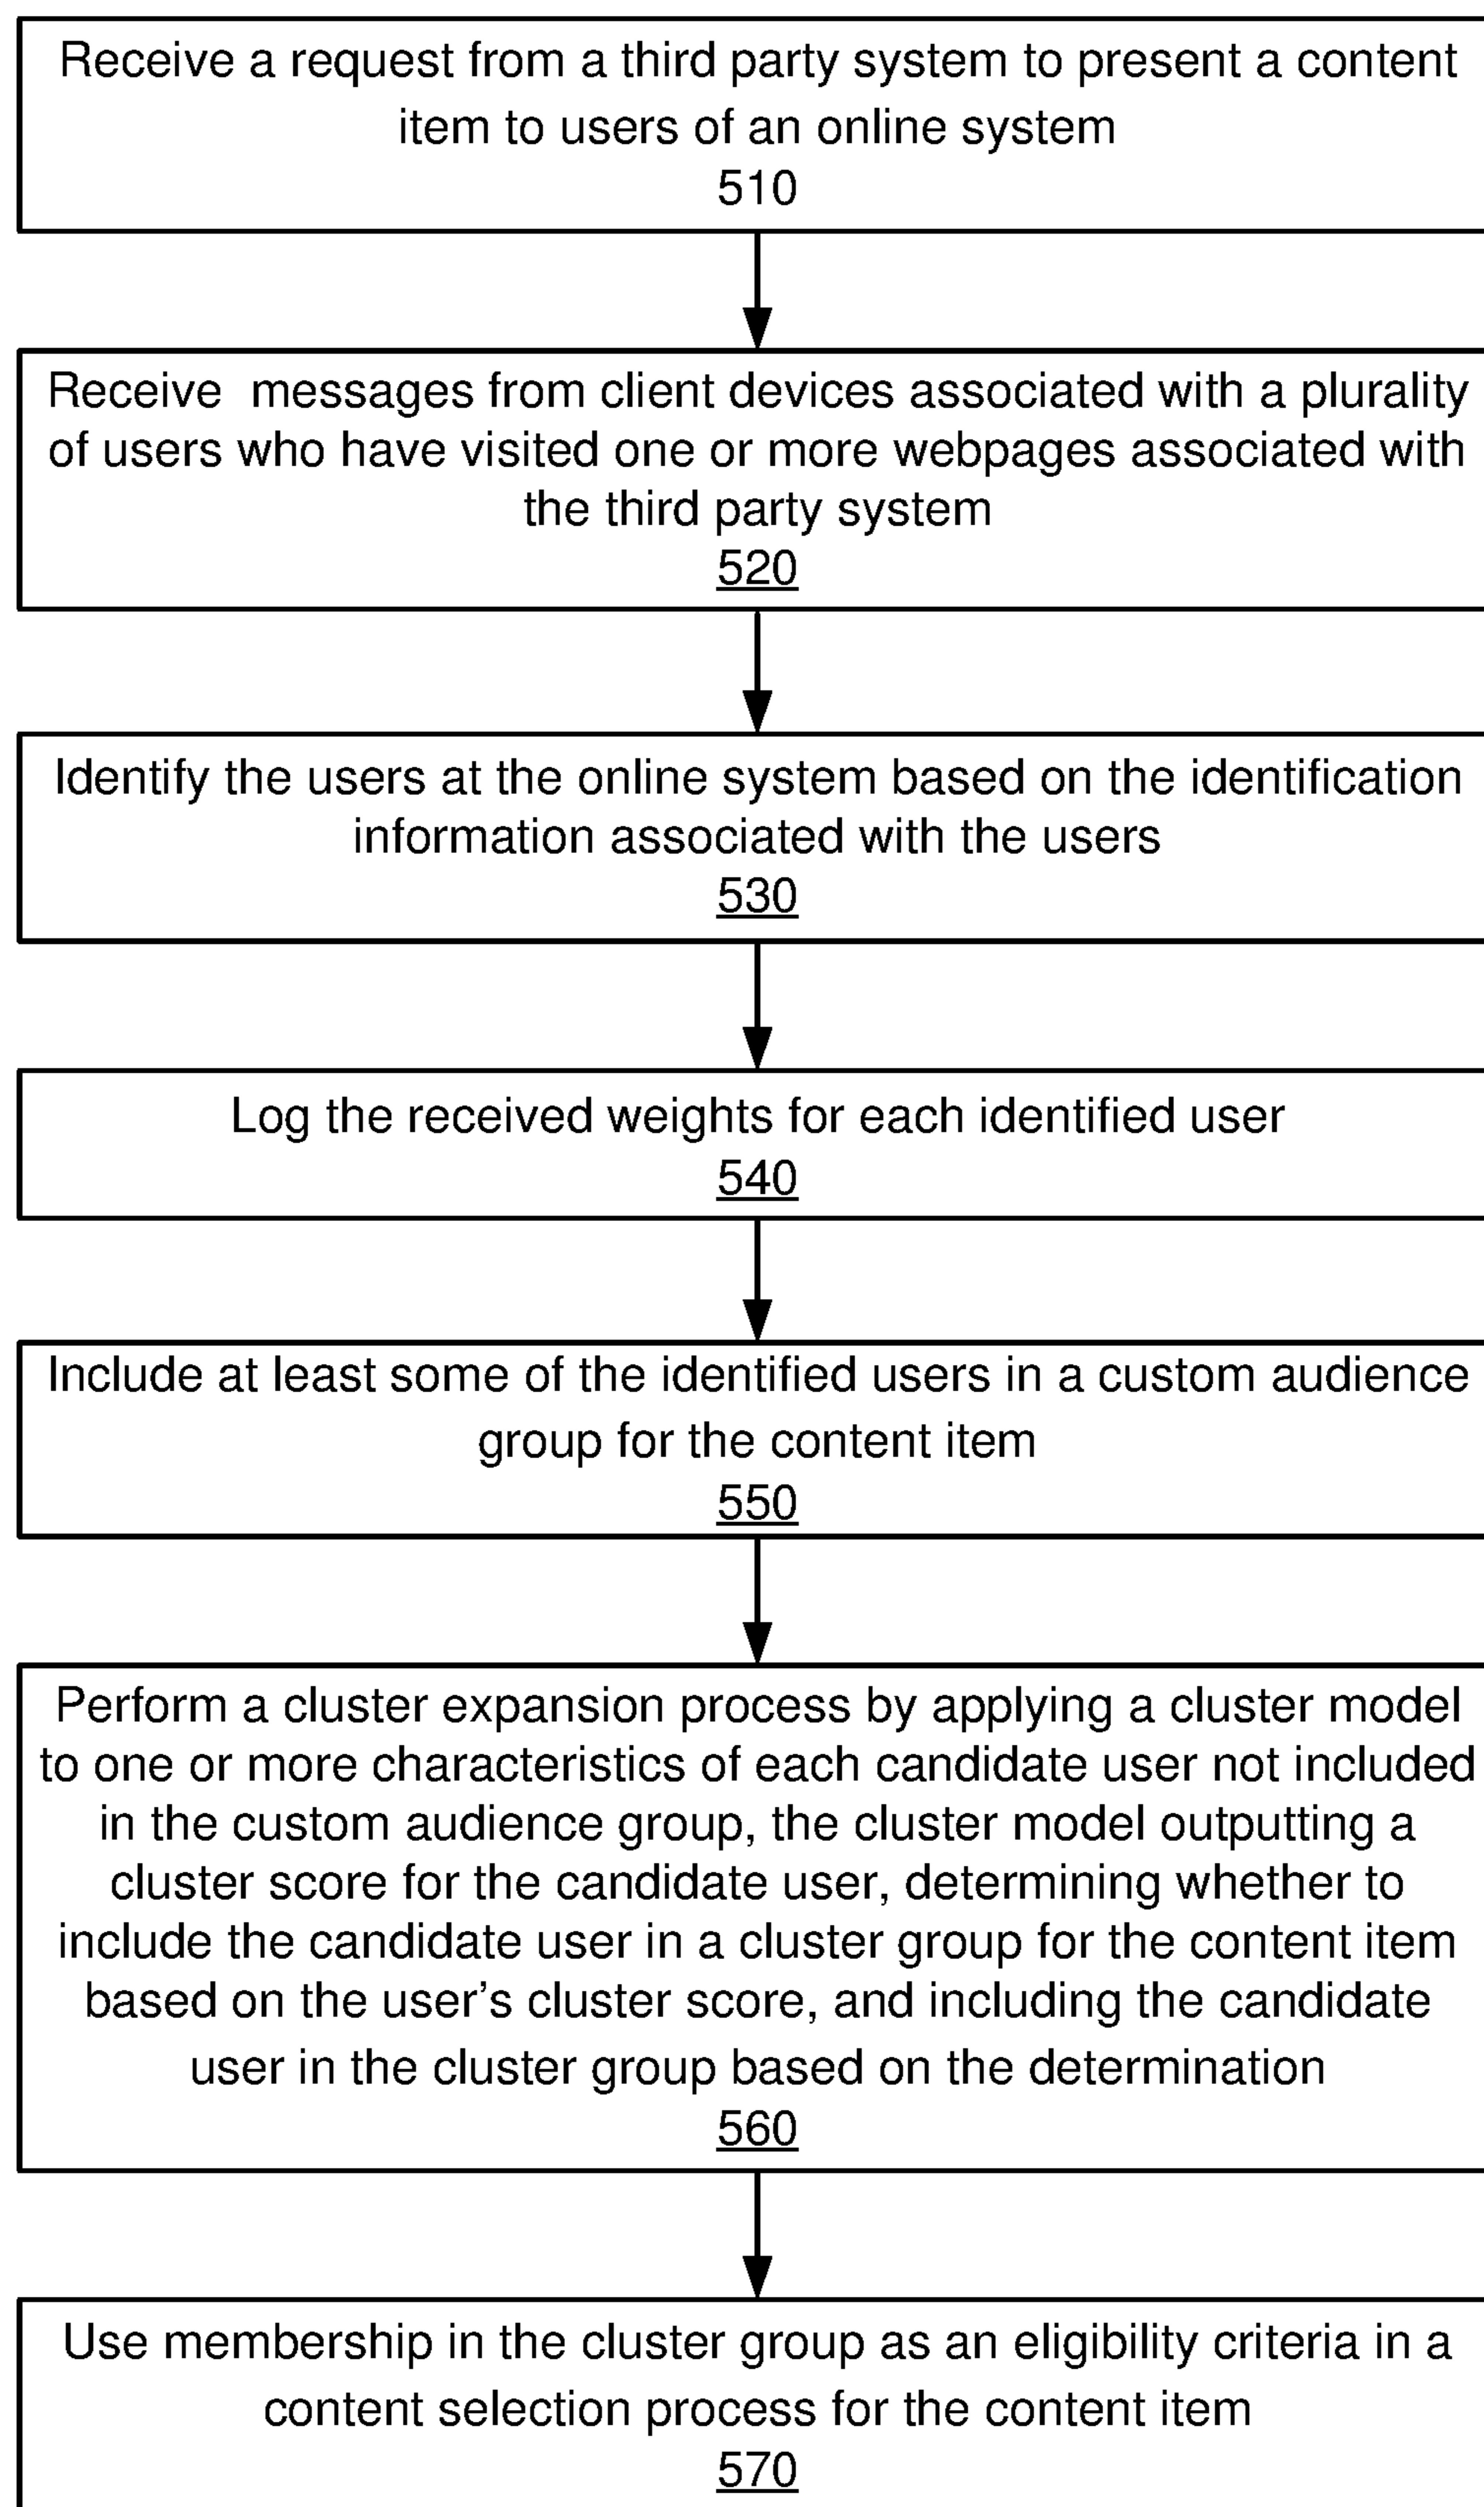 Receive a request from a third party system to present a content
item to users of an online system
510
Receive  messages from client devices associated with a plurality
of users who have visited one or more webpages associated with
the third party system
520
Identify the users at the online system based on the identification
information associated with the users
530
Log the received weights for each identified user
540
Include at least some of the identified users in a custom audience
group for the content item
550
Perform a cluster expansion process by applying a cluster model
to one or more characteristics of each candidate user not included
in the custom audience group, the cluster model outputting a
cluster score for the candidate user, determining whether to
include the candidate user in a cluster group for the content item
based on the user’s cluster score, and including the candidate
user in the cluster group based on the determination
560
Use membership in the cluster group as an eligibility criteria in a
content selection process for the content item
570